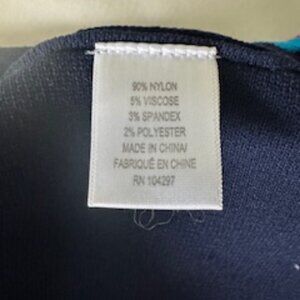 90% NYLON
5% VISCOSE
3% SPANDEX
2% POLYESTER
MADE IN CHINA/
FABRIQUÉ EN CHINE
RN 104297